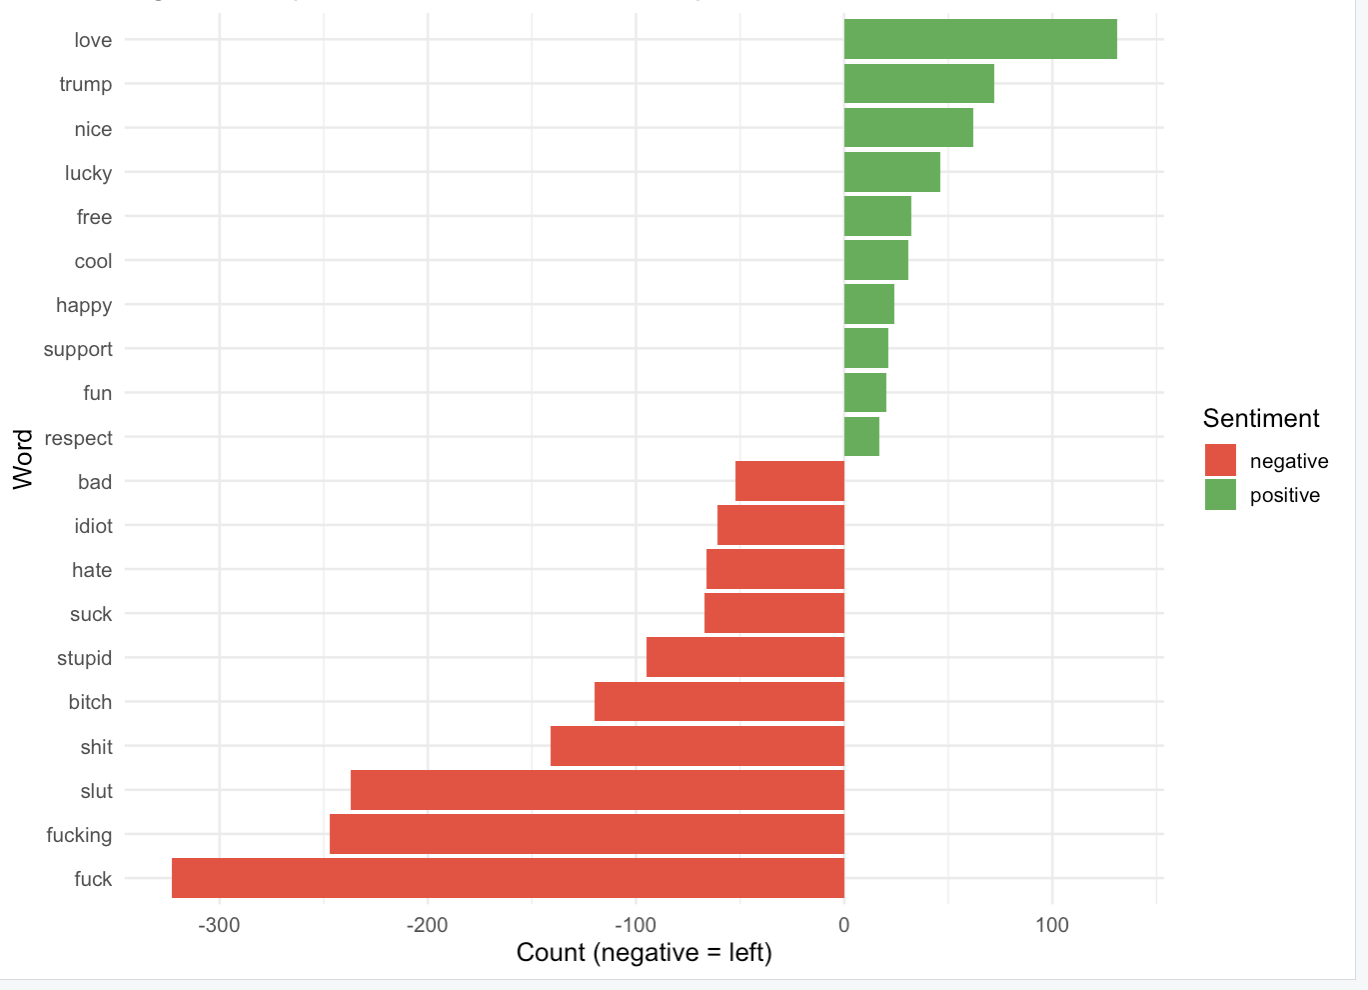 love
trump
nice
lucky
free
cool
happy
support
fun
respect
bad
idiot
hate
suck
stupid
bitch
shit
slut
fucking
fuck
Word
-300 -200 -100 0 100
Count (negative = left)
Sentiment
negative
positive